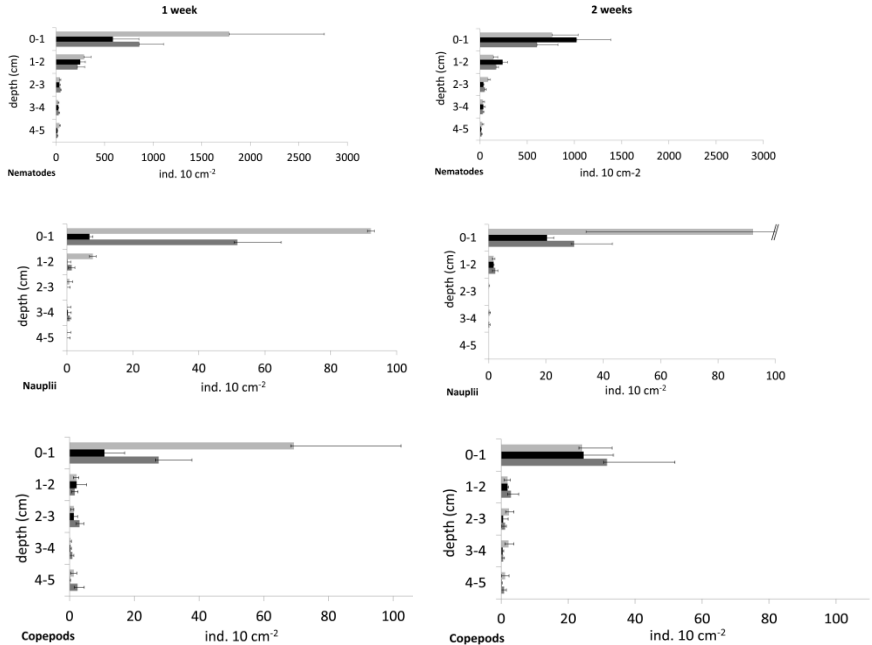 1 week
2 weeks
depth (cm)
0-1
1-2
2-3
3-4
4-5
0 500 1000 1500 2000 2500 3000
Nematodes
ind. 10 cm⁻²
depth (cm)
0-1
1-2
2-3
3-4
4-5
0 500 1000 1500 2000 2500 3000
Nematodes
ind. 10 cm-2
depth (cm)
0-1
1-2
2-3
3-4
4-5
0 20 40 60 80 100
Nauplii
ind. 10 cm⁻²
depth (cm)
0-1
1-2
2-3
3-4
4-5
0 20 40 60 80 100
Nauplii
ind. 10 cm⁻²
depth (cm)
0-1
1-2
2-3
3-4
4-5
0 20 40 60 80 100
Copepods
ind. 10 cm⁻²
depth (cm)
0-1
1-2
2-3
3-4
4-5
0 20 40 60 80 100
Copepods
ind. 10 cm⁻²